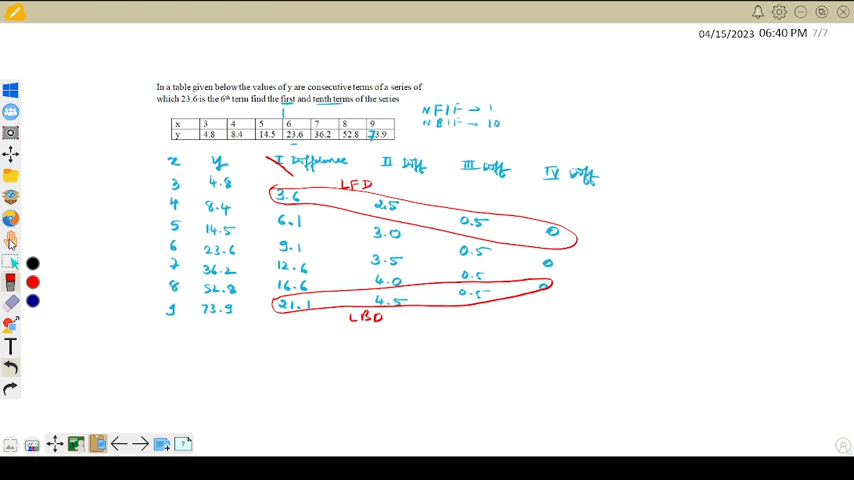 04/15/2023 06:40 PM 7/7
In a table given below the values of y are consecutive terms of a series of
which 23.6 is the 6th term find the first and tenth terms of the series
NFIF → 1
NBIF → 10
x 3 4 5 6 7 8 9
y 4.8 8.4 14.5 23.6 36.2 52.8 73.9
x y I Difference II Diff III Diff IV Diff
3 4.8
LFD
3.6
4 8.4 2.5
6.1 0.5
5 14.5 3.0 0
9.1 0.5
6 23.6 3.5 0
7 36.2 12.6 0.5
8 52.8 16.6 4.0 0.5 0
9 73.9 21.1 4.5
LBD
T
7